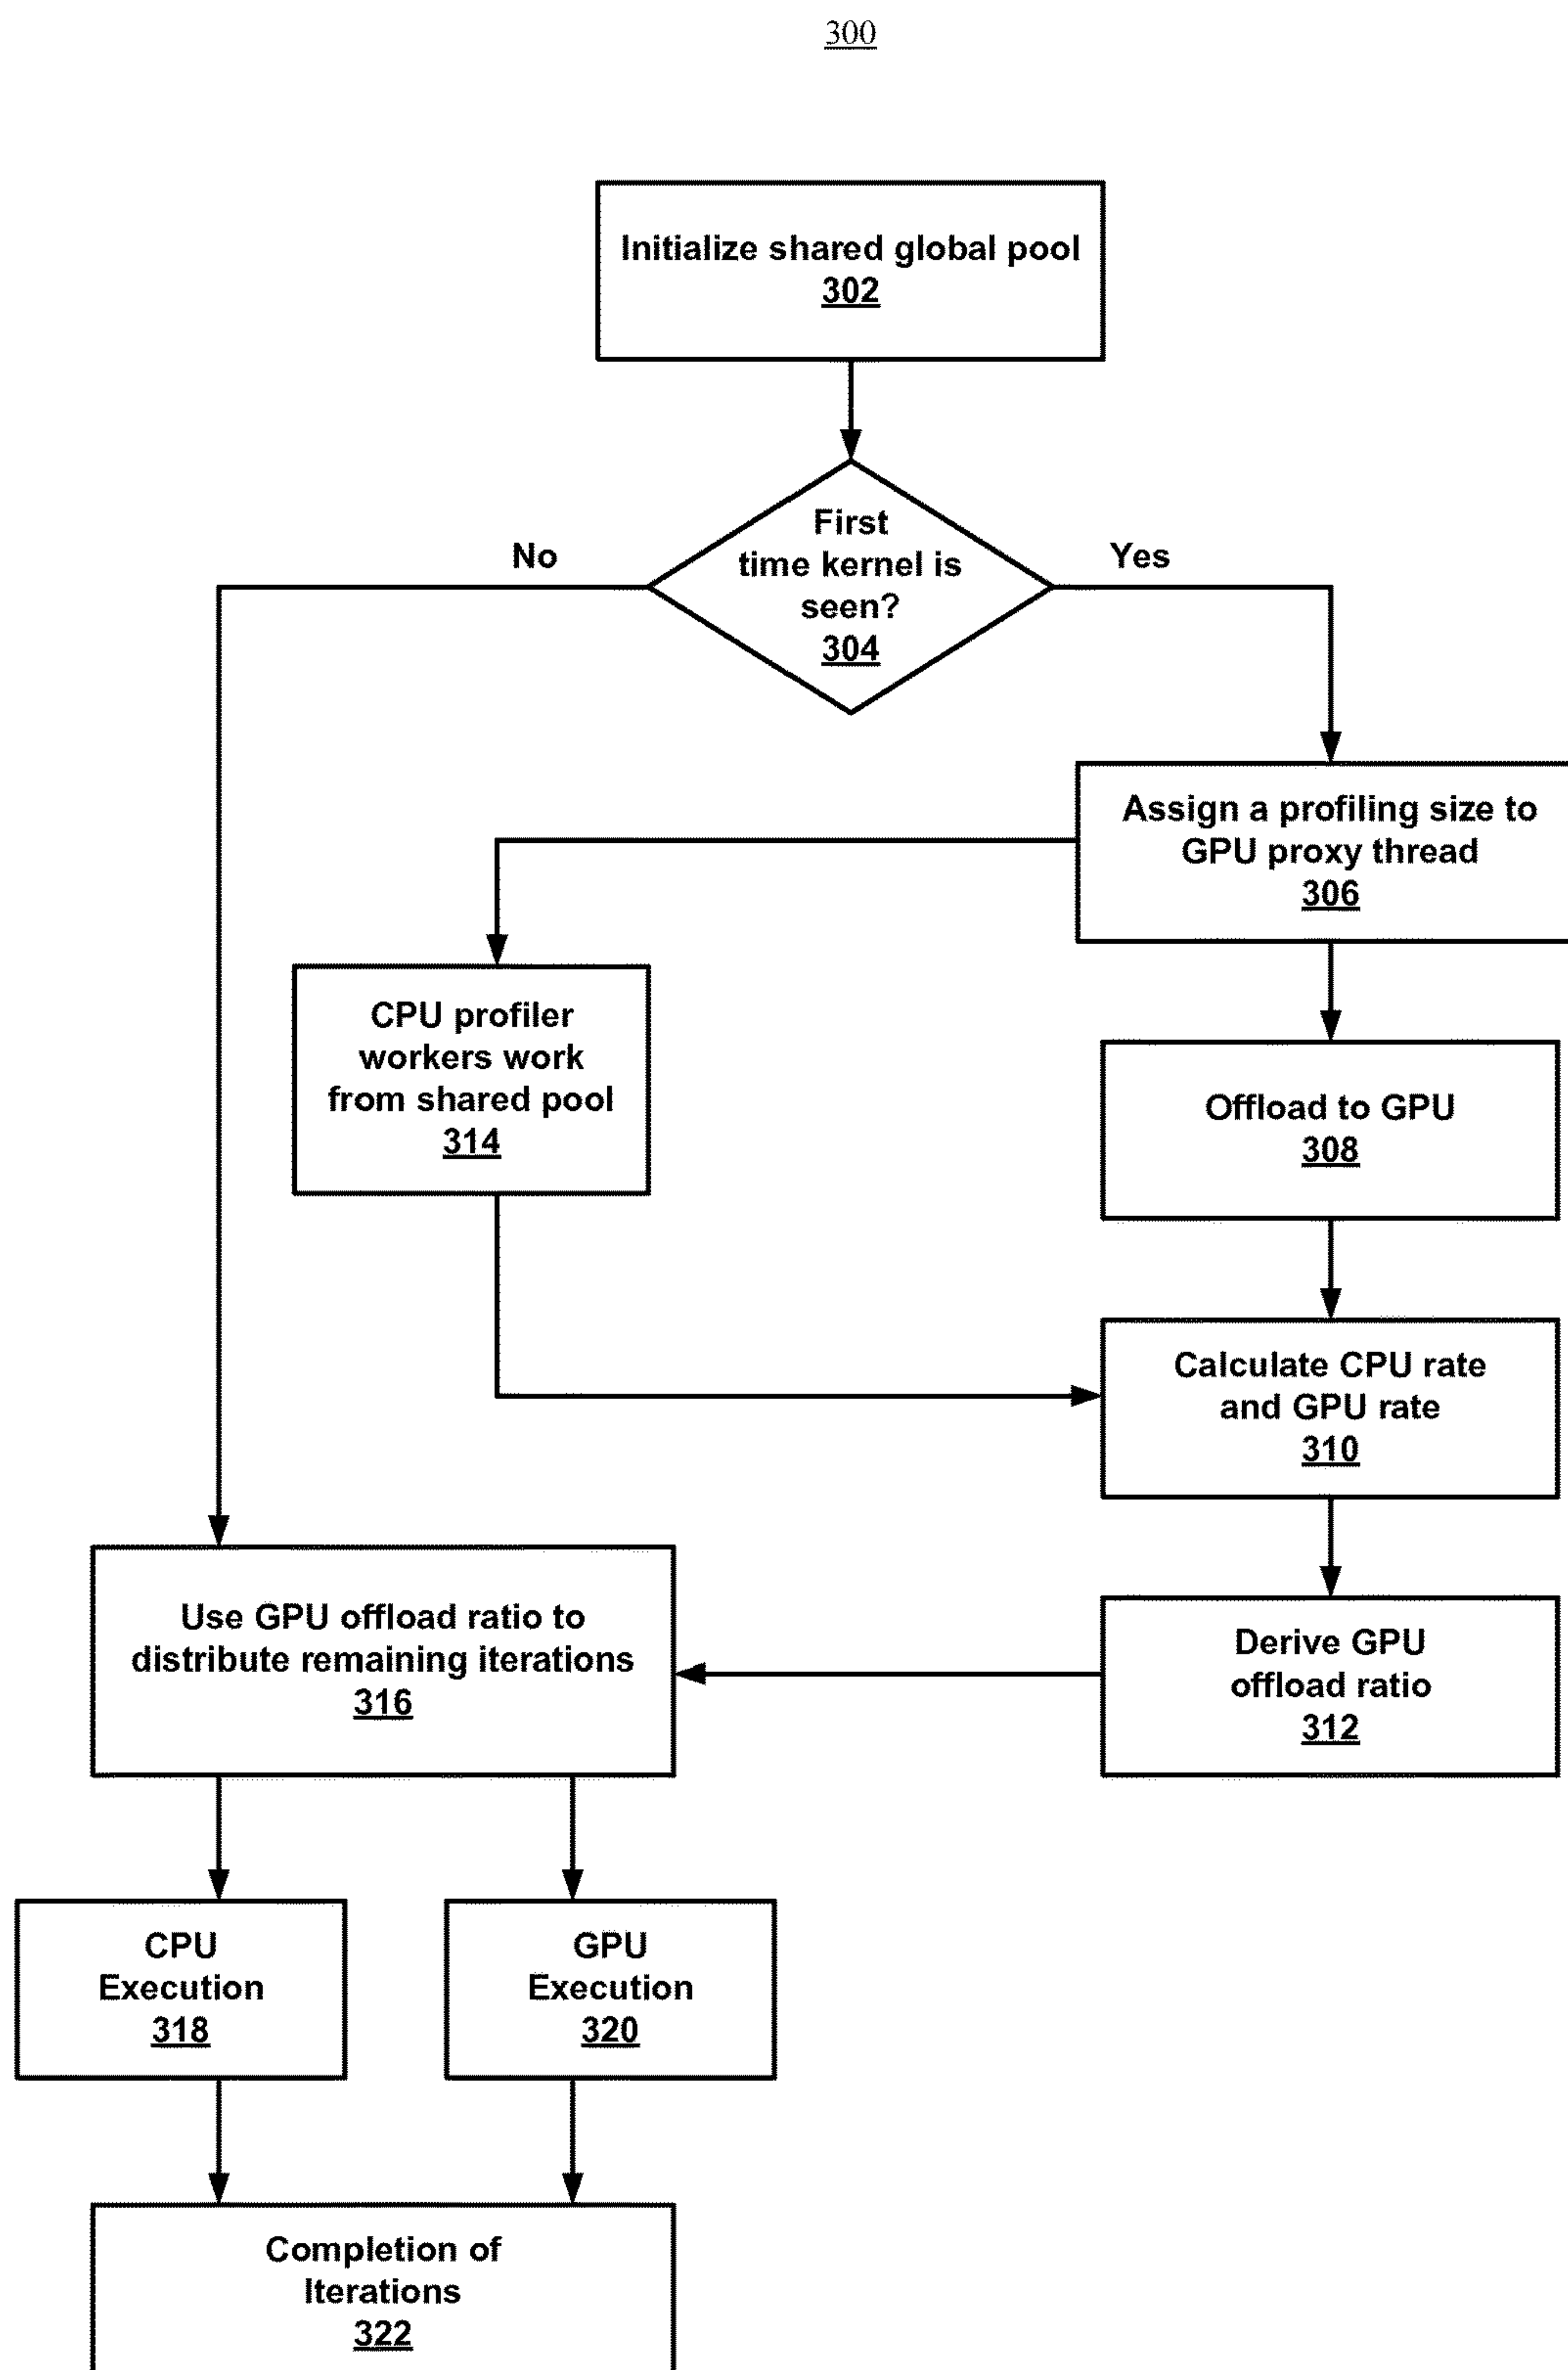 300
Initialize shared global pool
302
First
time kernel is
seen?
304
No
Yes
Assign a profiling size to
GPU proxy thread
306
CPU profiler
workers work
from shared pool
314
Offload to GPU
308
Calculate CPU rate
and GPU rate
310
Use GPU offload ratio to
distribute remaining iterations
316
Derive GPU
offload ratio
312
CPU
Execution
318
GPU
Execution
320
Completion of
Iterations
322